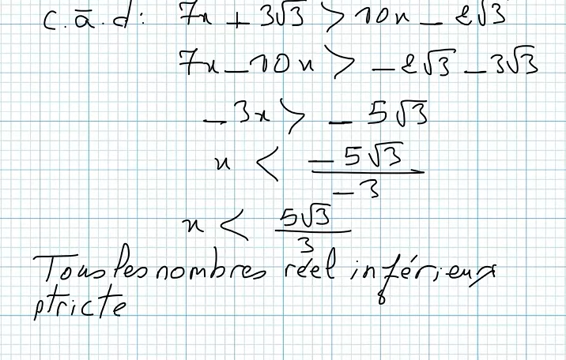 c.ā.d: 7x + 3√3 > 10x - 2√3
7x - 10x > -2√3 - 3√3
-3x > - 5√3
x < -5√3 / -3
x < 5√3 / 3
Tous les nombres réel inférieux
stricte